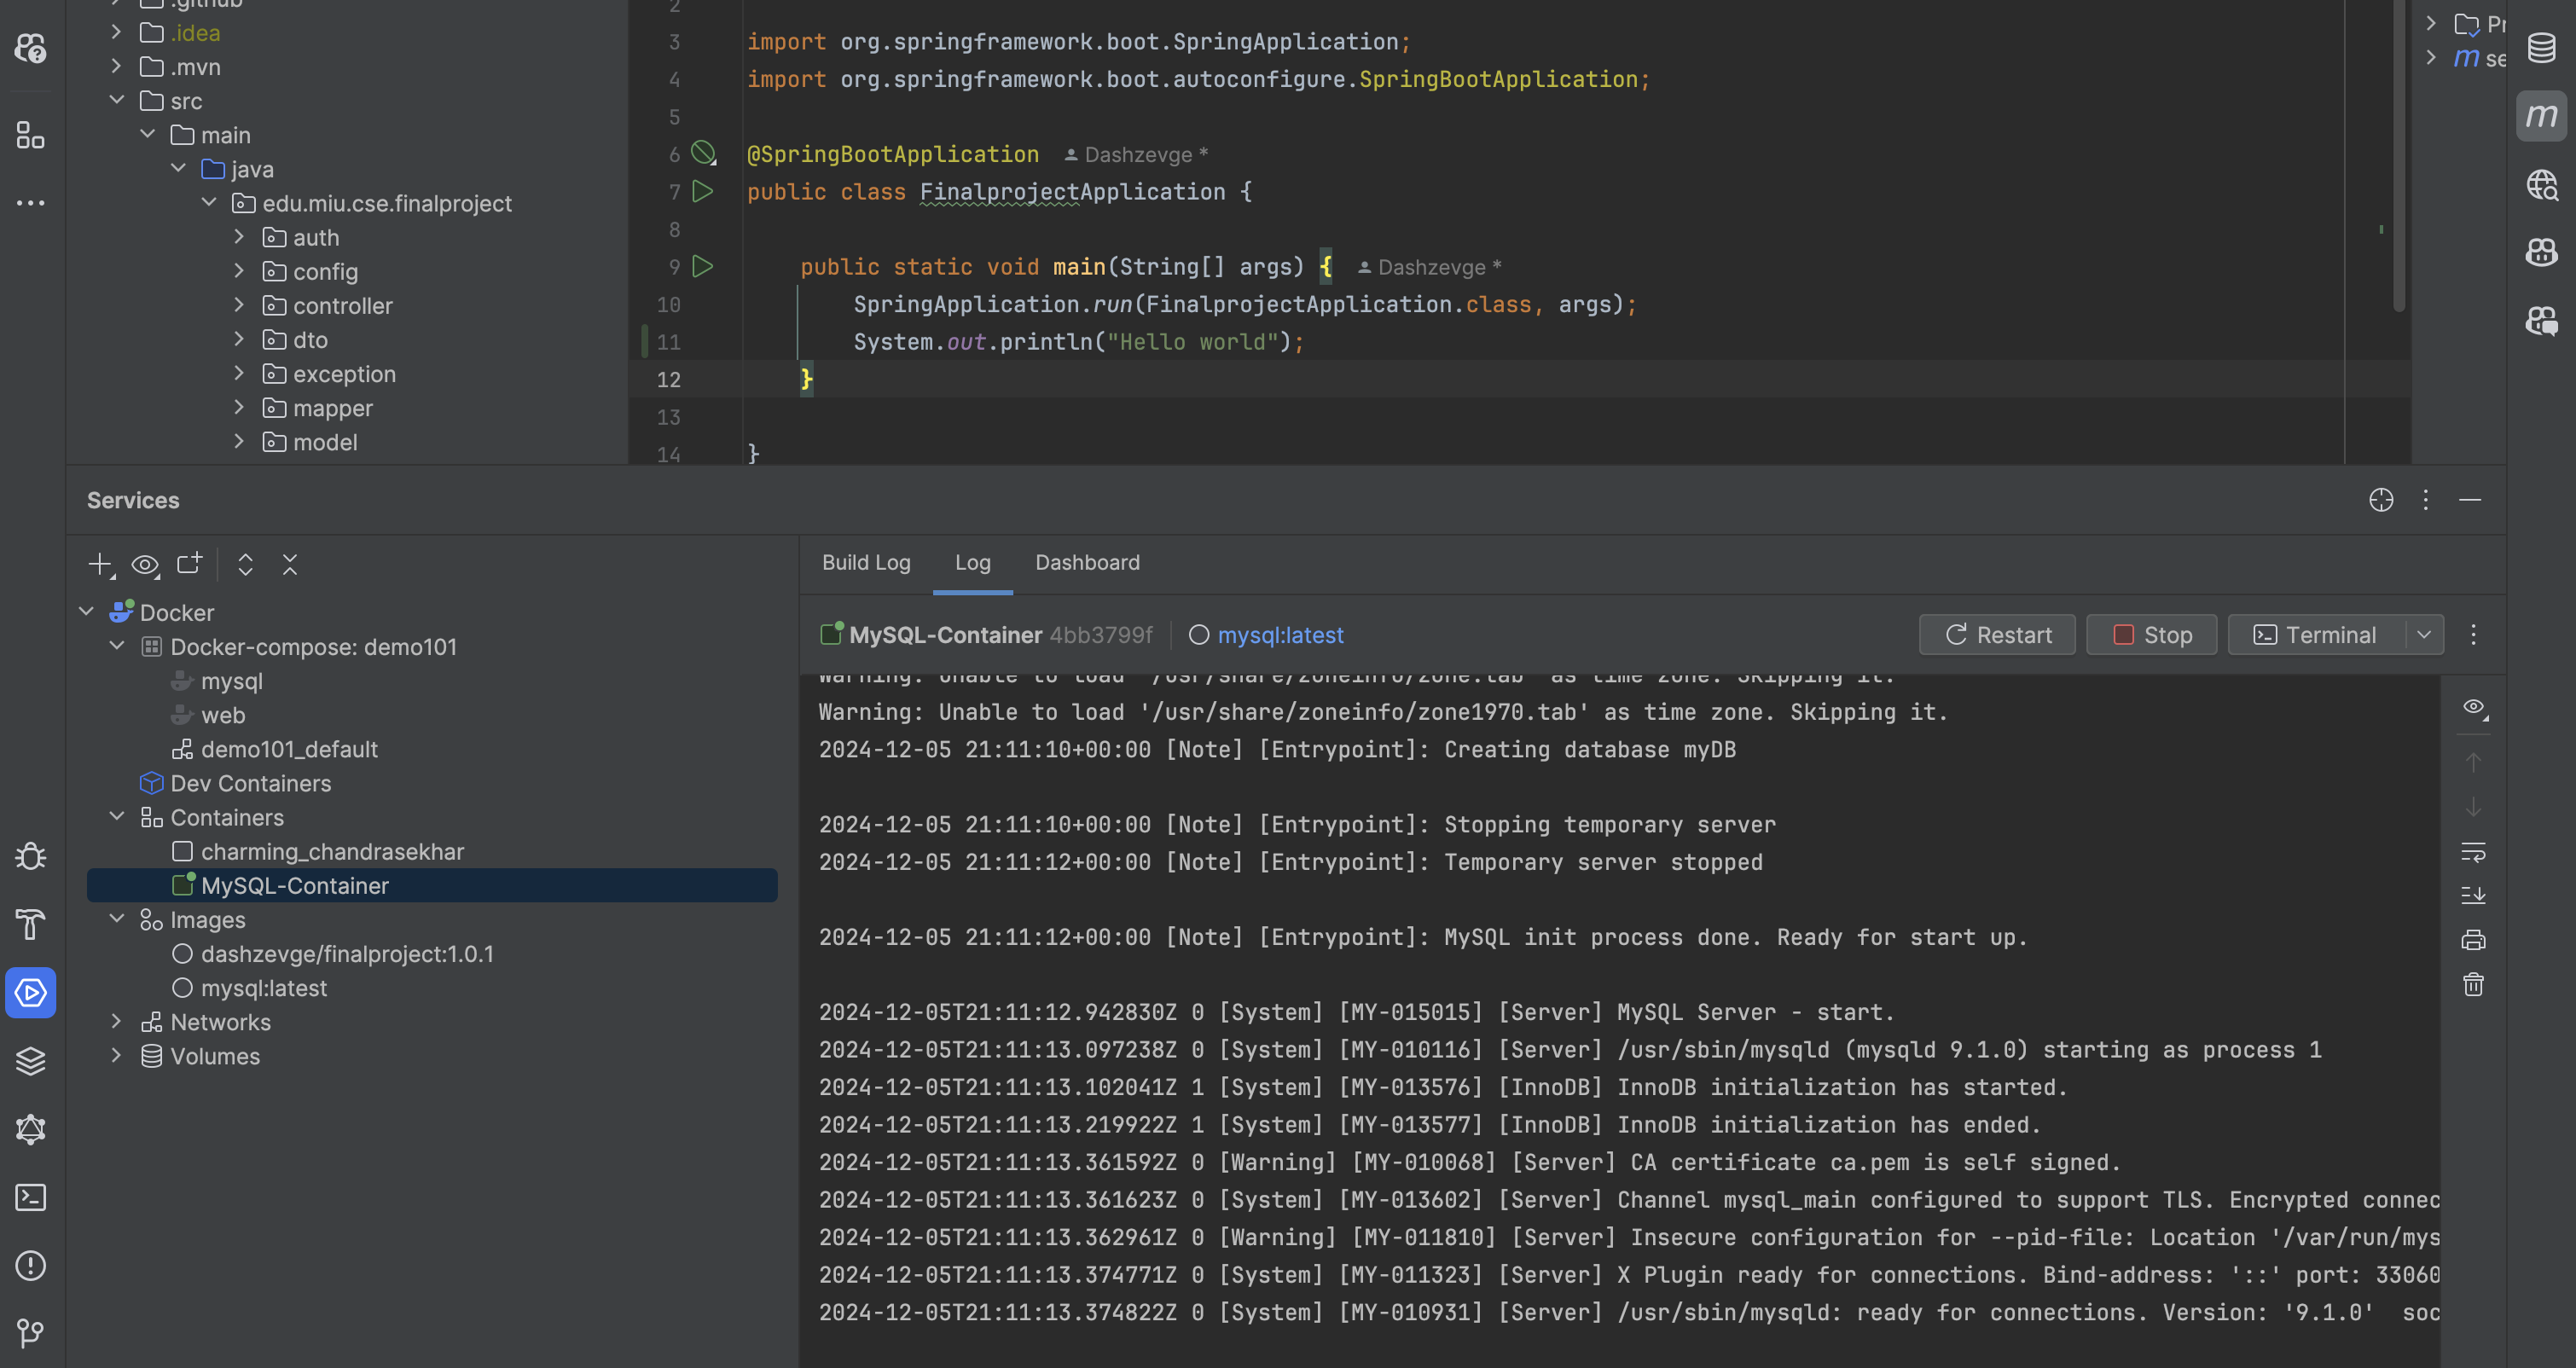 .github
.idea
.mvn
src
main
java
edu.miu.cse.finalproject
auth
config
controller
dto
exception
mapper
model
2
3 import org.springframework.boot.SpringApplication;
4 import org.springframework.boot.autoconfigure.SpringBootApplication;
5
6 @SpringBootApplication Dashzevge *
7 public class FinalprojectApplication {
8
9 public static void main(String[] args) { Dashzevge *
10 SpringApplication.run(FinalprojectApplication.class, args);
11 System.out.println("Hello world");
12 }
13
14 }
m
m
Services
Docker
Docker-compose: demo101
mysql
web
demo101_default
Dev Containers
Containers
charming_chandrasekhar
MySQL-Container
Images
dashzevge/finalproject:1.0.1
mysql:latest
Networks
Volumes
Build Log Log Dashboard
MySQL-Container 4bb3799f mysql:latest Restart Stop Terminal
Warning: Unable to load '/usr/share/zoneinfo/zone.tab' as time zone. Skipping it.
Warning: Unable to load '/usr/share/zoneinfo/zone1970.tab' as time zone. Skipping it.
2024-12-05 21:11:10+00:00 [Note] [Entrypoint]: Creating database myDB
2024-12-05 21:11:10+00:00 [Note] [Entrypoint]: Stopping temporary server
2024-12-05 21:11:12+00:00 [Note] [Entrypoint]: Temporary server stopped
2024-12-05 21:11:12+00:00 [Note] [Entrypoint]: MySQL init process done. Ready for start up.
2024-12-05T21:11:12.942830Z 0 [System] [MY-015015] [Server] MySQL Server - start.
2024-12-05T21:11:13.097238Z 0 [System] [MY-010116] [Server] /usr/sbin/mysqld (mysqld 9.1.0) starting as process 1
2024-12-05T21:11:13.102041Z 1 [System] [MY-013576] [InnoDB] InnoDB initialization has started.
2024-12-05T21:11:13.219922Z 1 [System] [MY-013577] [InnoDB] InnoDB initialization has ended.
2024-12-05T21:11:13.361592Z 0 [Warning] [MY-010068] [Server] CA certificate ca.pem is self signed.
2024-12-05T21:11:13.361623Z 0 [System] [MY-013602] [Server] Channel mysql_main configured to support TLS. Encrypted connec
2024-12-05T21:11:13.362961Z 0 [Warning] [MY-011810] [Server] Insecure configuration for --pid-file: Location '/var/run/mys
2024-12-05T21:11:13.374771Z 0 [System] [MY-011323] [Server] X Plugin ready for connections. Bind-address: '::' port: 33060
2024-12-05T21:11:13.374822Z 0 [System] [MY-010931] [Server] /usr/sbin/mysqld: ready for connections. Version: '9.1.0' soc